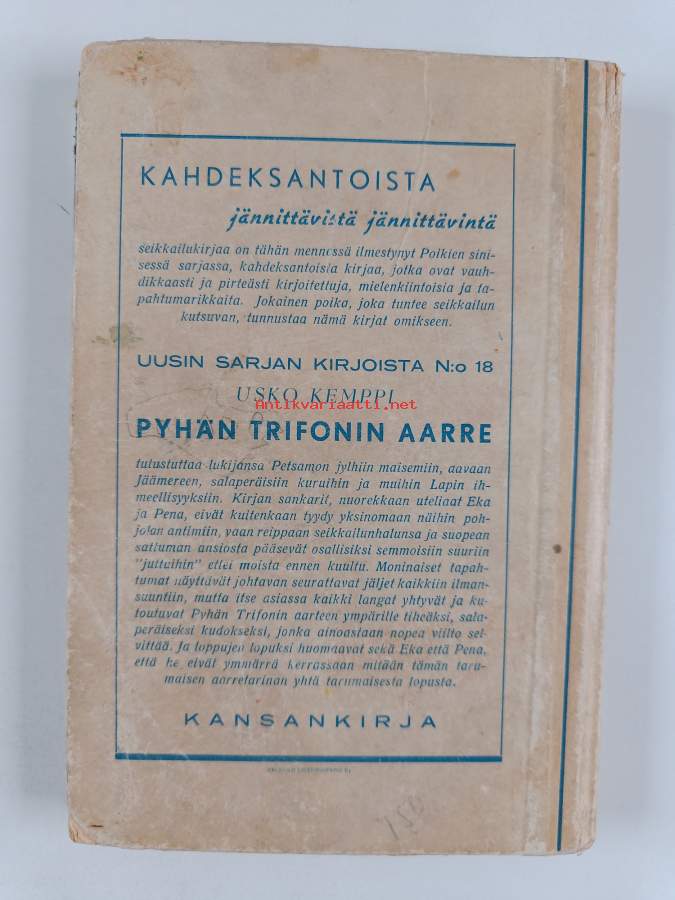 KAHDEKSANTOISTA
jännittävistä jännittävintä
seikkailukirjaa on tähän mennessä ilmestynyt Poikien sini-
sessä sarjassa, kahdeksantoista kirjaa, jotka ovat vauh-
dikkaasti ja pirteästi kirjoitettuja, mielenkiintoisia ja ta-
pahtumarikkaita. Jokainen poika, joka tuntee seikkailun
kutsuvan, tunnustaa nämä kirjat omikseen.
UUSIN SARJAN KIRJOISTA N:o 18
USKO KEMPPI
Antikvariaatti.net
PYHÄN TRIFONIN AARRE
tutustuttaa lukijansa Petsamon jylhiin maisemiin, aavaan
Jäämereen, salaperäisiin kuruihin ja muihin Lapin ih-
meellisyyksiin. Kirjan sankarit, nuorekkaan uteliaat Eka
ja Pena, eivät kuitenkaan tyydy yksinomaan näihin poh-
jolan antimiin, vaan reippaan seikkailunhalunsa ja suopean
sattuman ansiosta pääsevät osallisiksi semmoisiin suuriin
"juttuihin" ettei moista ennen kuultu. Moninaiset tapah-
tumat näyttävät johtavan seurattavat jäljet kaikkiin ilman-
suuntiin, mutta itse asiassa kaikki langat yhtyvät ja ku-
toutuvat Pyhän Trifonin aarteen ympärille tiheäksi, sala-
peräiseksi kudokseksi, jonka ainoastaan nopea viilto sel-
vittää. Ja loppujen lopuksi huomaavat sekä Eka että Pena,
että he eivät ymmärrä kerrassaan mitään tämän taru-
maisen aarretarinan yhtä tarumaisesta lopusta.
KANSANKIRJA